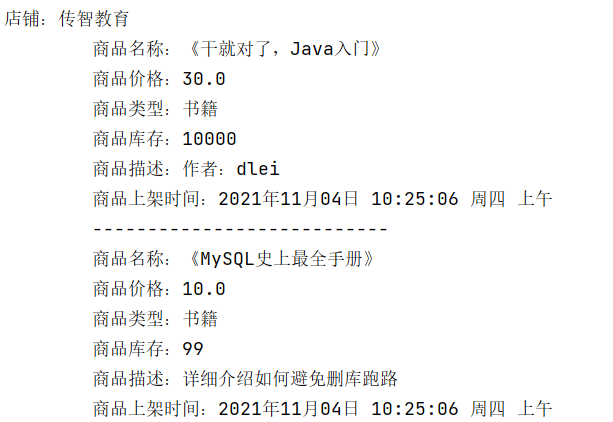 店铺：传智教育
商品名称：《干就对了，Java入门》
商品价格：30.0
商品类型：书籍
商品库存：10000
商品描述：作者：dlei
商品上架时间：2021年11月04日 10:25:06 周四 上午
---------------------------
商品名称：《MySQL史上最全手册》
商品价格：10.0
商品类型：书籍
商品库存：99
商品描述：详细介绍如何避免删库跑路
商品上架时间：2021年11月04日 10:25:06 周四 上午